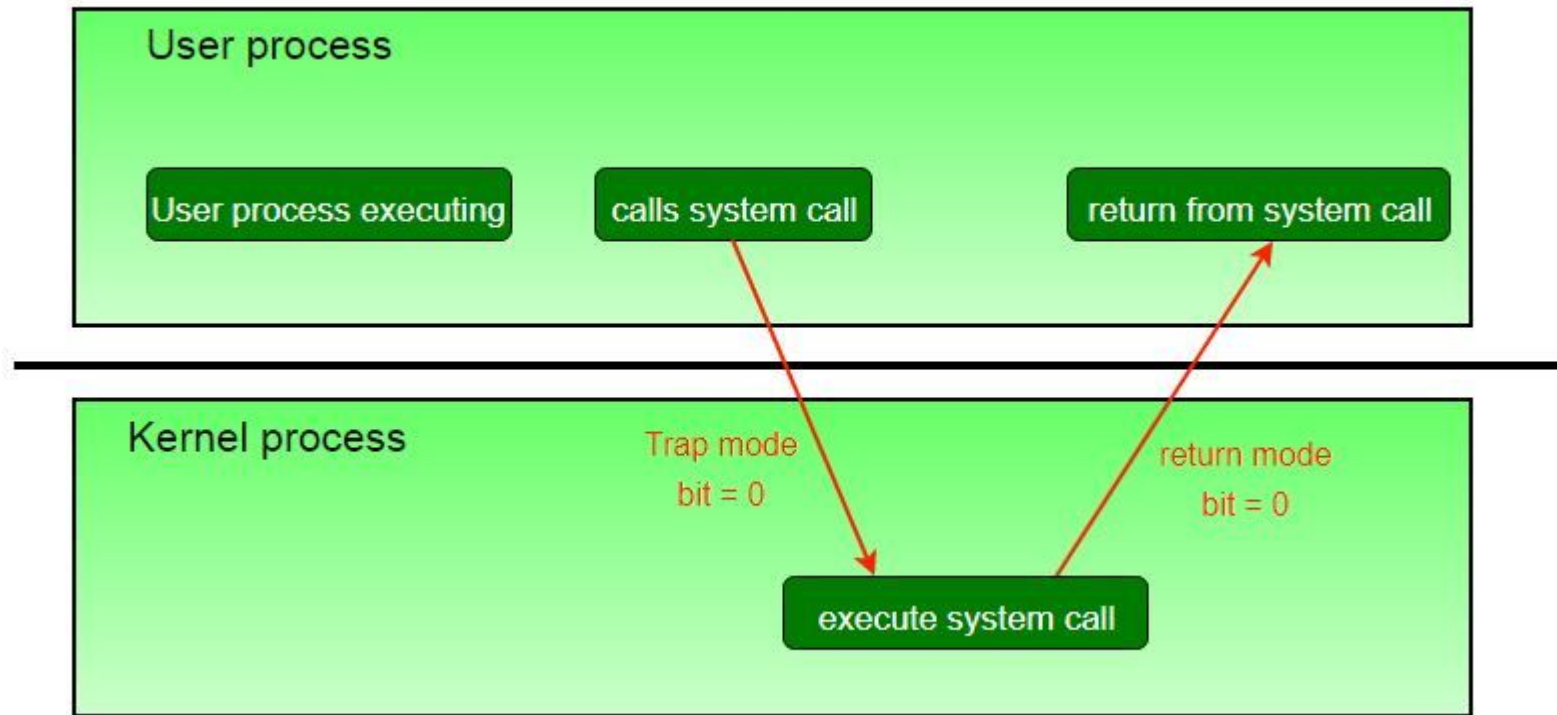 User process
User process executing
calls system call
return from system call
Kernel process
Trap mode
bit = 0
return mode
bit = 0
execute system call